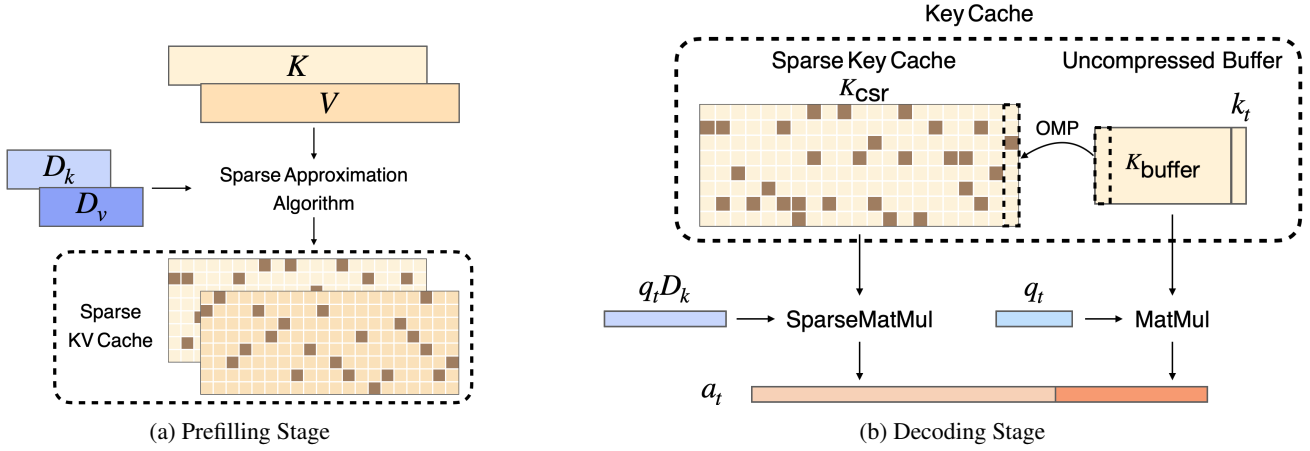 K
V
D_k
D_v
Sparse Approximation
Algorithm
Sparse
KV Cache
(a) Prefilling Stage
Key Cache
Sparse Key Cache
K_csr
Uncompressed Buffer
k_t
OMP
K_buffer
q_t D_k
SparseMatMul
q_t
MatMul
a_t
(b) Decoding Stage